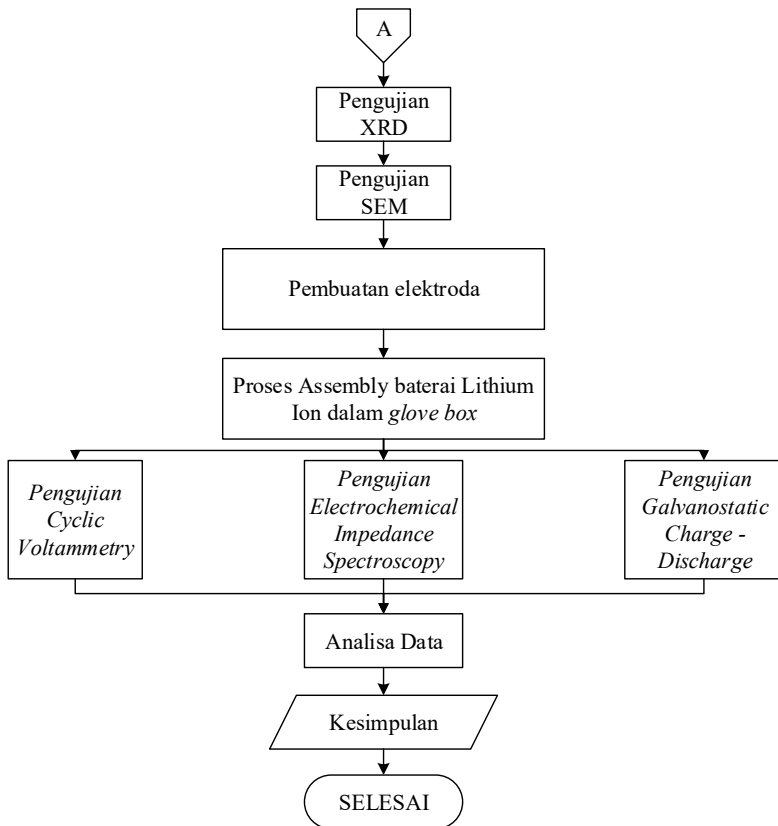 A
Pengujian
XRD
Pengujian
SEM
Pembuatan elektroda
Proses Assembly baterai Lithium
Ion dalam glove box
Pengujian
Cyclic
Voltammetry
Pengujian
Electrochemical
Impedance
Spectroscopy
Pengujian
Galvanostatic
Charge -
Discharge
Analisa Data
Kesimpulan
SELESAI